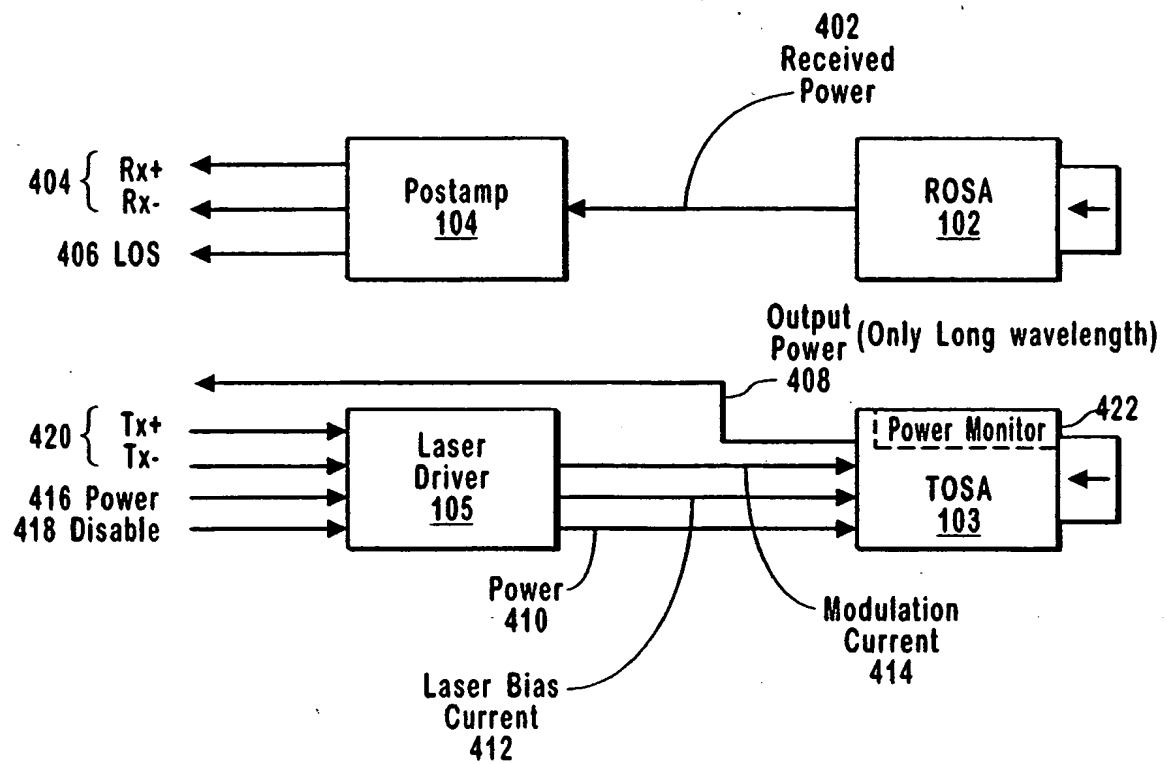 402
Received
Power
404 { Rx+
Rx-
406 LOS
Postamp
104
ROSA
102
Output
Power
408
(Only Long wavelength)
420 { Tx+
Tx-
416 Power
418 Disable
Laser
Driver
105
Power Monitor
422
TOSA
103
Power
410
Modulation
Current
414
Laser Bias
Current
412